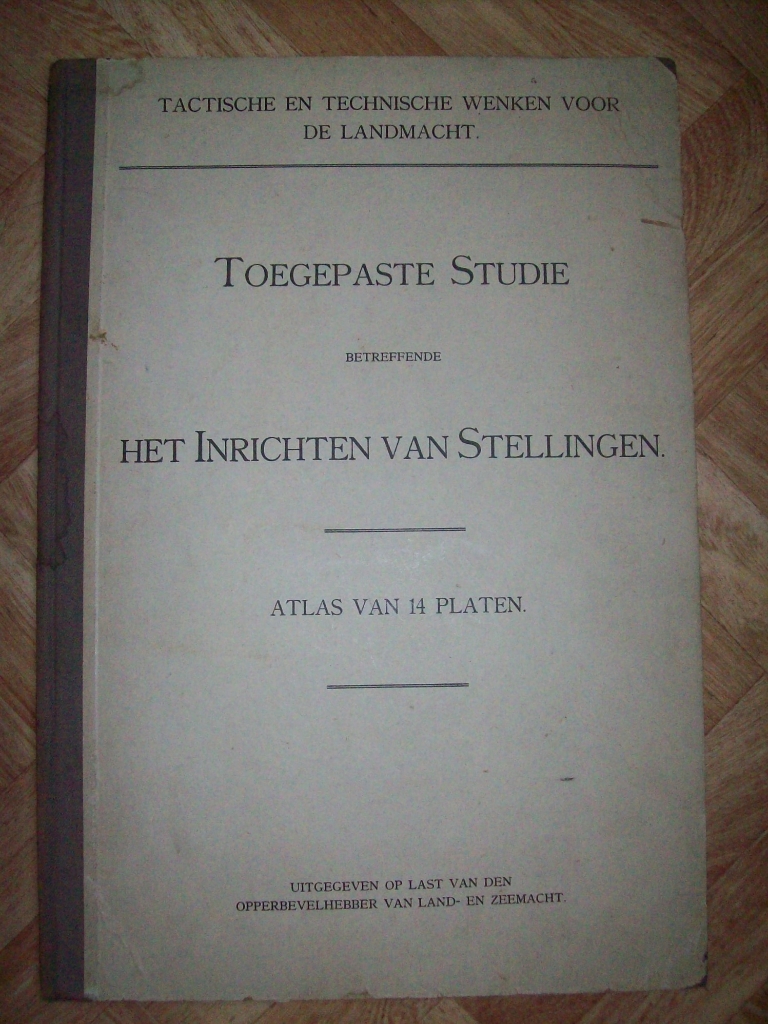 TACTISCHE EN TECHNISCHE WENKEN VOOR
DE LANDMACHT.
TOEGEPASTE STUDIE
BETREFFENDE
HET INRICHTEN VAN STELLINGEN.
ATLAS VAN 14 PLATEN.
UITGEGEVEN OP LAST VAN DEN
OPPERBEVELHEBBER VAN LAND- EN ZEEMACHT.